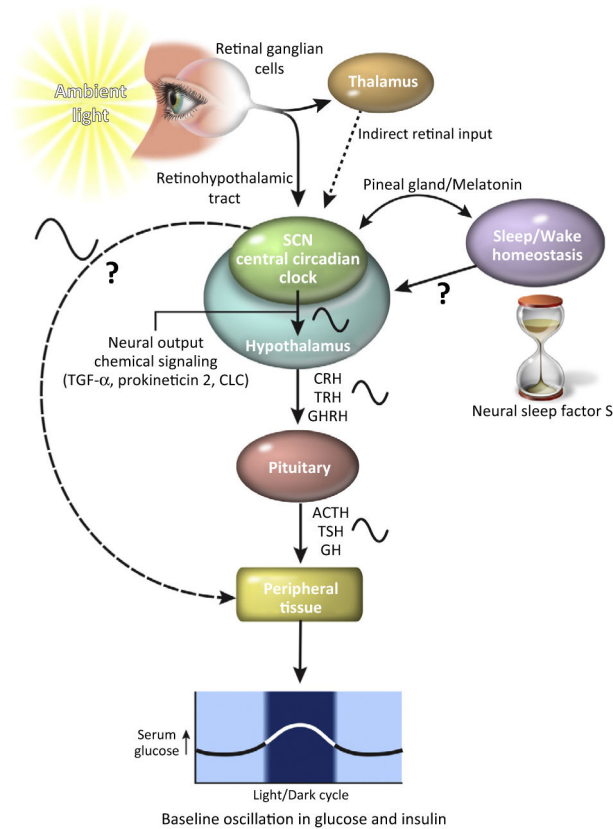 Retinal ganglian
cells
Ambient
light
Thalamus
Indirect retinal input
Retinohypothalamic
tract
Pineal gland/Melatonin
SCN
central circadian
clock
Sleep/Wake
homeostasis
?
?
Neural output
chemical signaling
(TGF-α, prokineticin 2, CLC)
Hypothalamus
Neural sleep factor S
CRH
TRH
GHRH
Pituitary
ACTH
TSH
GH
Peripheral
tissue
Serum
glucose
Light/Dark cycle
Baseline oscillation in glucose and insulin